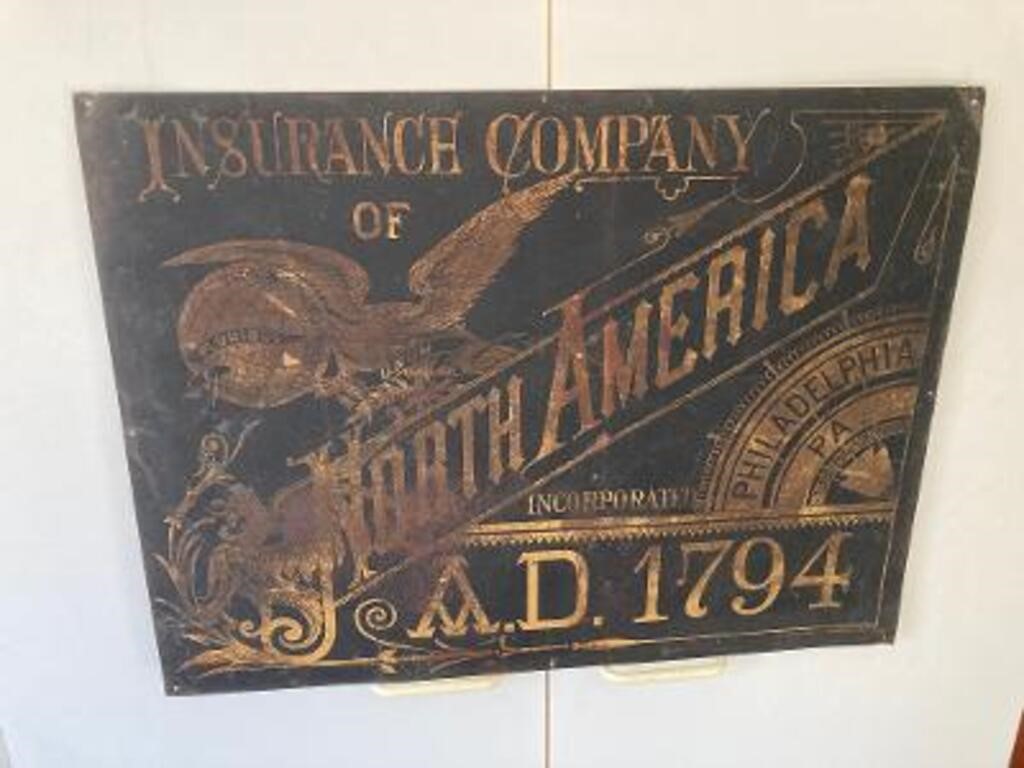 INSURANCE COMPANY
OF
NORTH AMERICA
PHILADELPHIA
PA
INCORPORATED
A.D. 1794